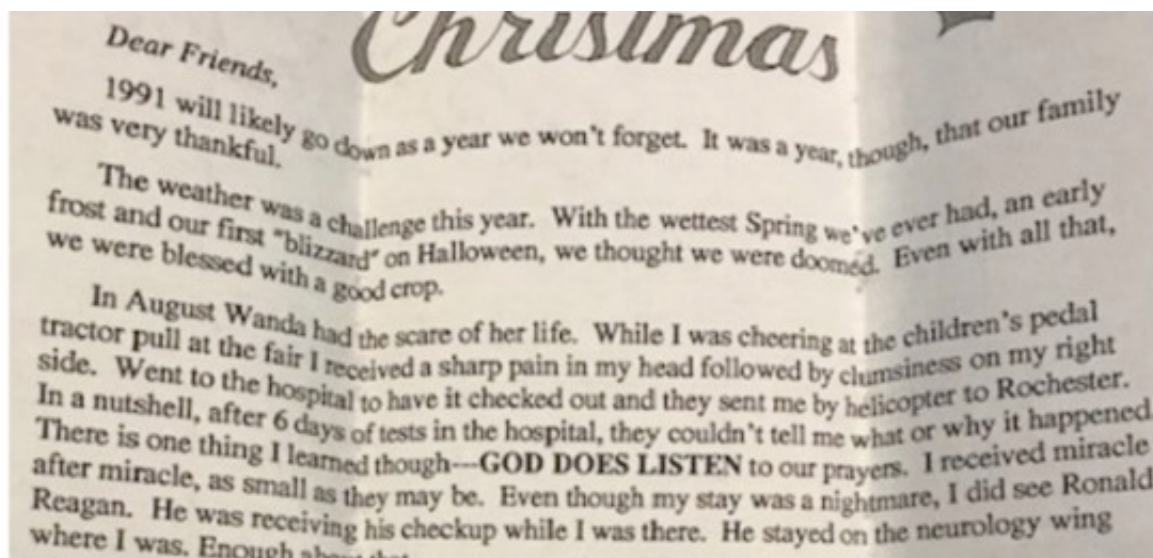 Christmas
Dear Friends,
1991 will likely go down as a year we won't forget. It was a year, though, that our family
was very thankful.
The weather was a challenge this year. With the wettest Spring we've ever had, an early
frost and our first "blizzard" on Halloween, we thought we were doomed. Even with all that,
we were blessed with a good crop.
In August Wanda had the scare of her life. While I was cheering at the children's pedal
tractor pull at the fair I received a sharp pain in my head followed by clumsiness on my right
side. Went to the hospital to have it checked out and they sent me by helicopter to Rochester.
In a nutshell, after 6 days of tests in the hospital, they couldn't tell me what or why it happened
There is one thing I learned though---GOD DOES LISTEN to our prayers. I received miracle
after miracle, as small as they may be. Even though my stay was a nightmare, I did see Ronald
Reagan. He was receiving his checkup while I was there. He stayed on the neurology wing
where I was. Enough about that